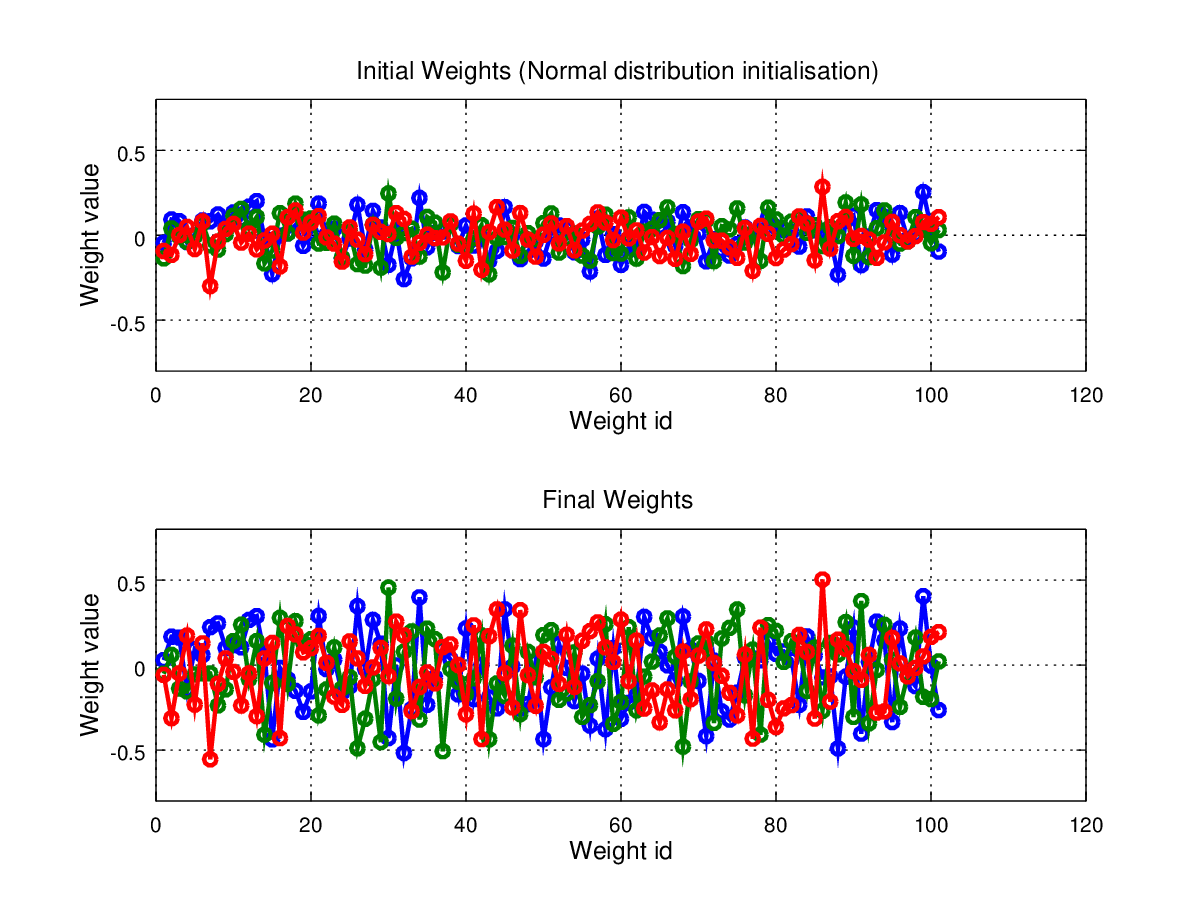 Initial Weights (Normal distribution initialisation)
0.5
0
-0.5
Weight value
0 20 40 60 80 100 120
Weight id
Final Weights
0.5
0
-0.5
Weight value
0 20 40 60 80 100 120
Weight id